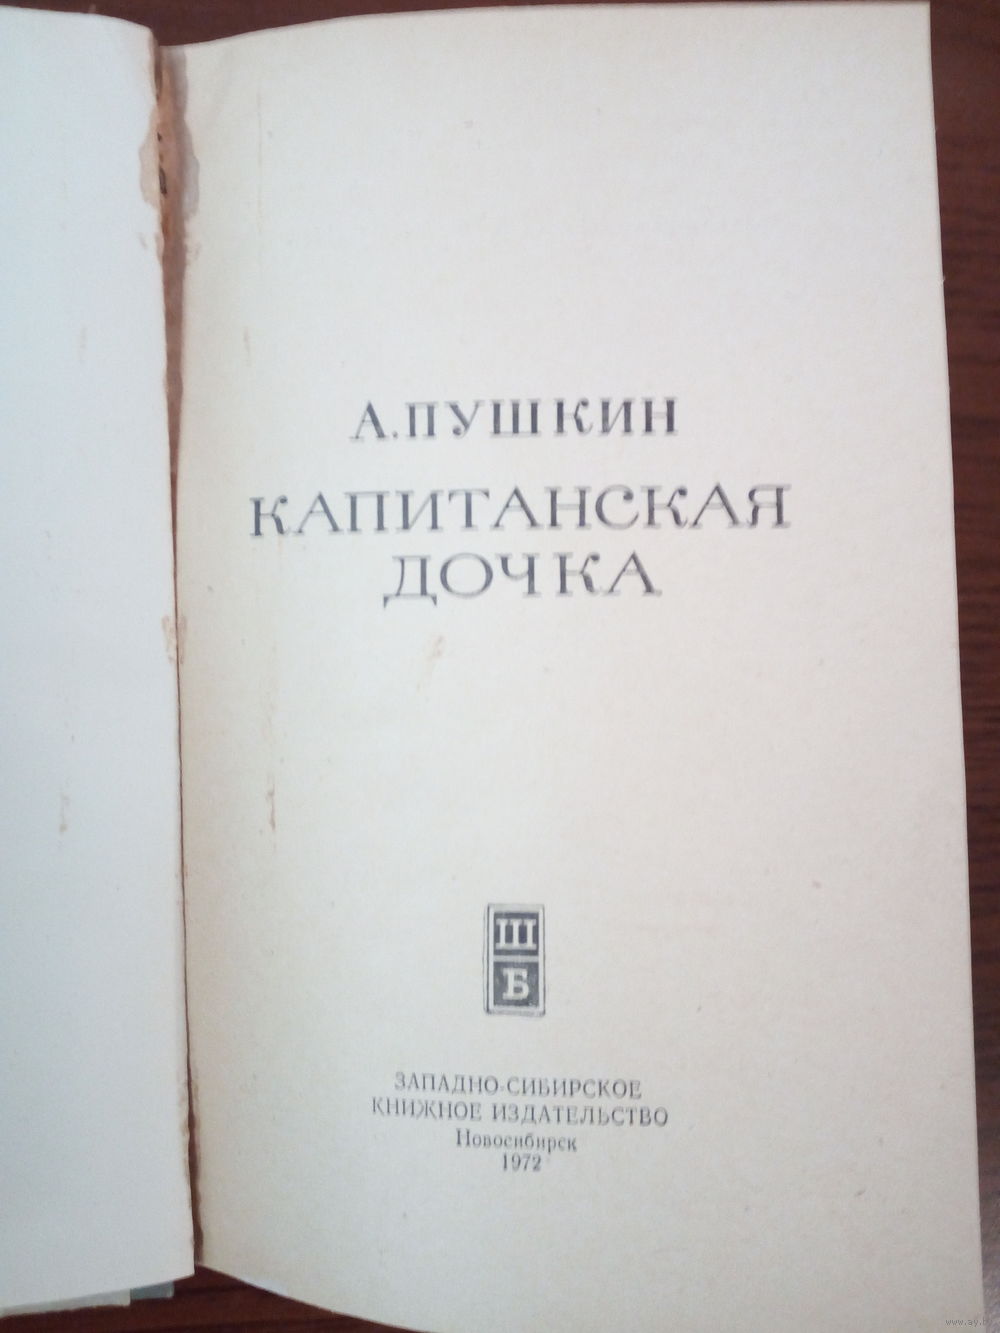 А. ПУШКИН
КАПИТАНСКАЯ
ДОЧКА
Ш
Б
ЗАПАДНО-СИБИРСКОЕ
КНИЖНОЕ ИЗДАТЕЛЬСТВО
Новосибирск
1972